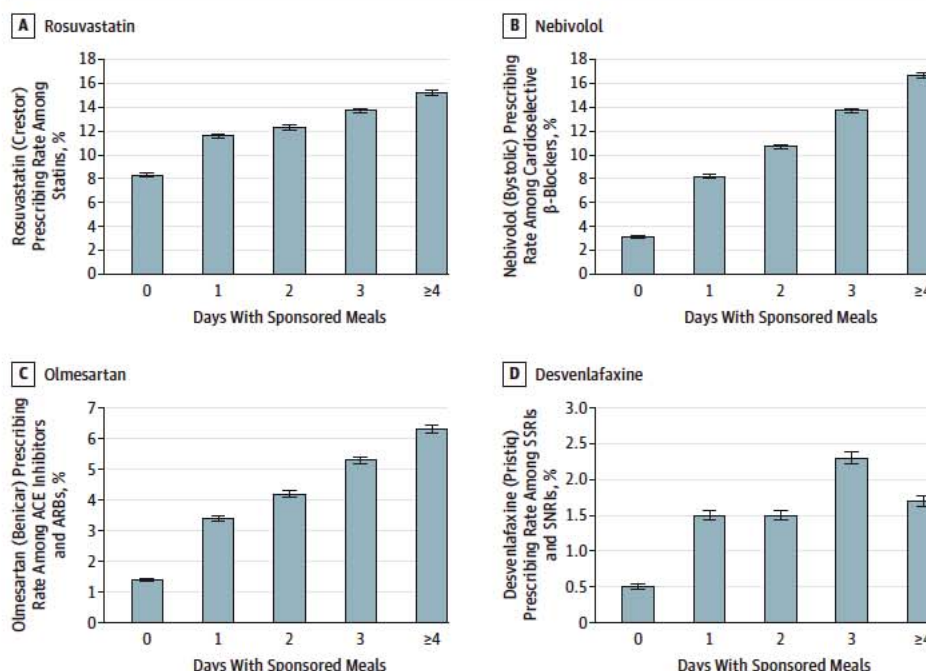 A Rosuvastatin
18
16
14
12
10
8
6
4
2
0
Rosuvastatin (Crestor)
Prescribing Rate Among
Statins, %
0 1 2 3 ≥4
Days With Sponsored Meals
B Nebivolol
18
16
14
12
10
8
6
4
2
0
Nebivolol (Bystolic) Prescribing
Rate Among Cardioselective
β-Blockers, %
0 1 2 3 ≥4
Days With Sponsored Meals
C Olmesartan
7
6
5
4
3
2
1
0
Olmesartan (Benicar) Prescribing
Rate Among ACE Inhibitors
and ARBs, %
0 1 2 3 ≥4
Days With Sponsored Meals
D Desvenlafaxine
3.0
2.5
2.0
1.5
1.0
0.5
0
Desvenlafaxine (Pristiq)
Prescribing Rate Among SSRIs
and SNRIs, %
0 1 2 3 ≥4
Days With Sponsored Meals